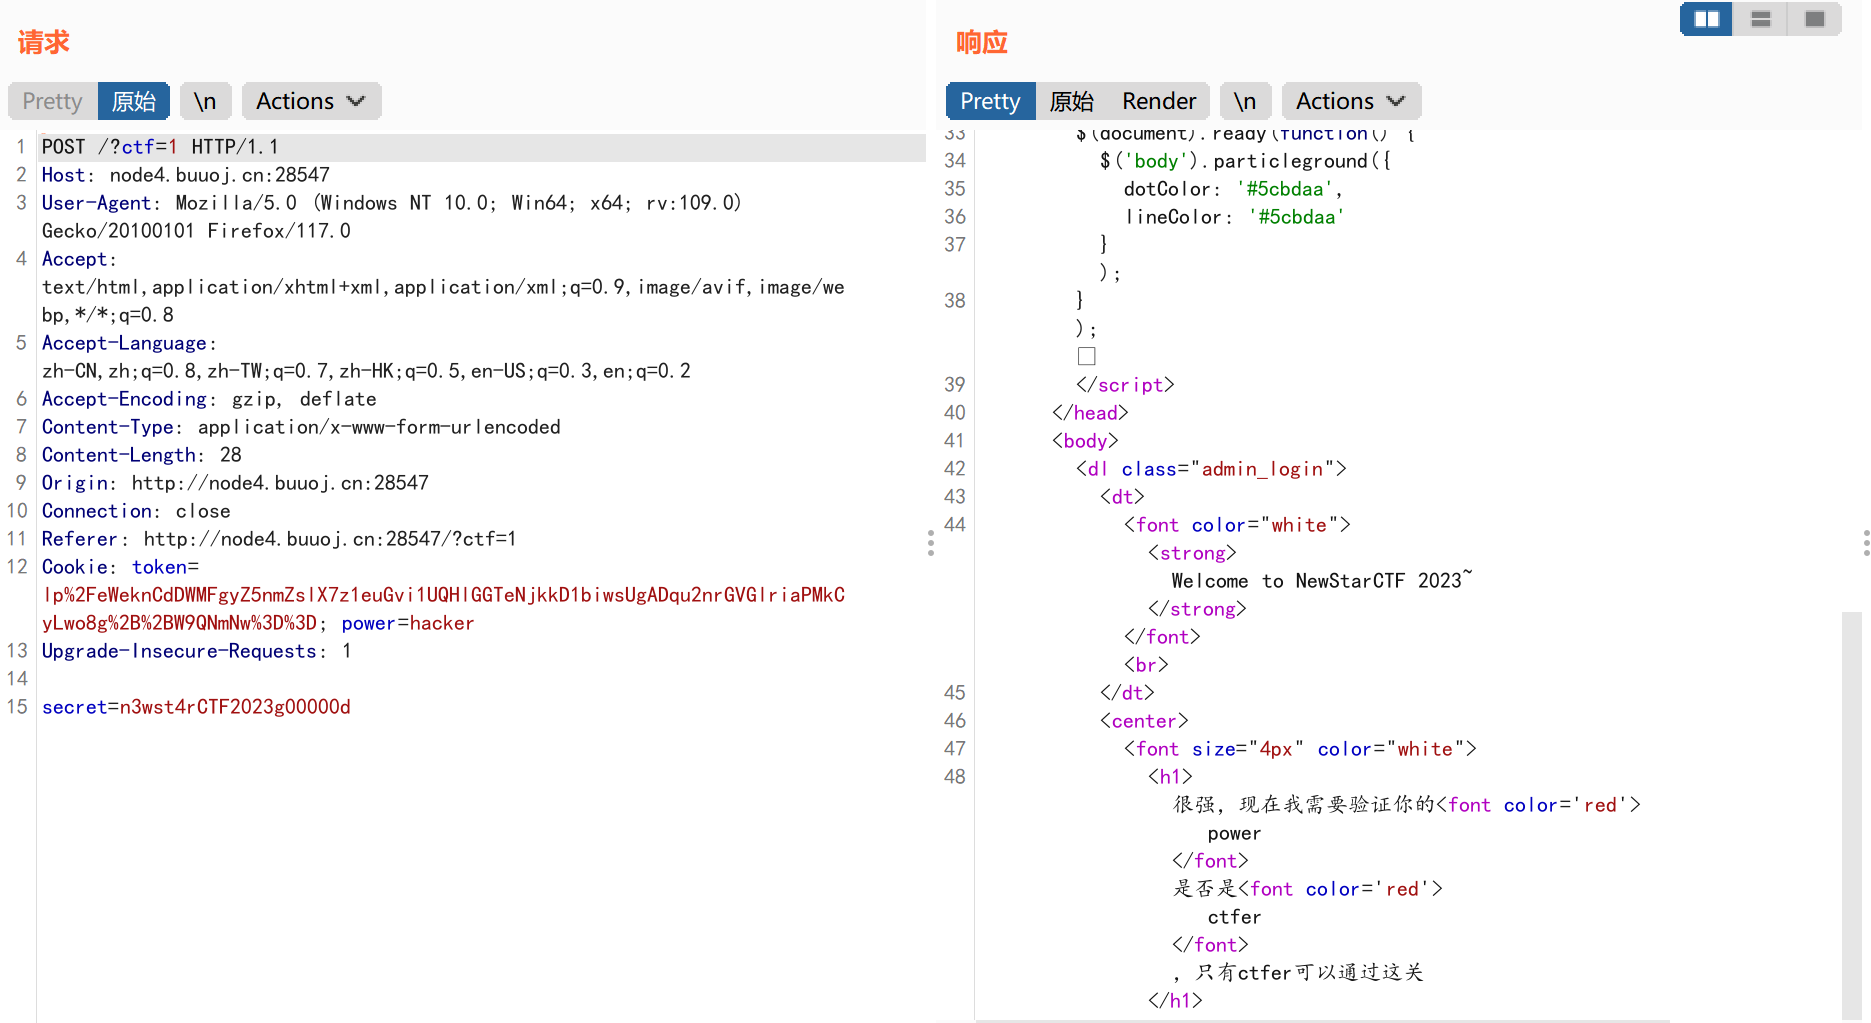 请求
Pretty 原始 \n Actions
1 POST /?ctf=1 HTTP/1.1
2 Host: node4.buuoj.cn:28547
3 User-Agent: Mozilla/5.0 (Windows NT 10.0; Win64; x64; rv:109.0)
Gecko/20100101 Firefox/117.0
4 Accept:
text/html,application/xhtml+xml,application/xml;q=0.9,image/avif,image/we
bp,*/*;q=0.8
5 Accept-Language:
zh-CN,zh;q=0.8,zh-TW;q=0.7,zh-HK;q=0.5,en-US;q=0.3,en;q=0.2
6 Accept-Encoding: gzip, deflate
7 Content-Type: application/x-www-form-urlencoded
8 Content-Length: 28
9 Origin: http://node4.buuoj.cn:28547
10 Connection: close
11 Referer: http://node4.buuoj.cn:28547/?ctf=1
12 Cookie: token=
lp%2FeWeknCdDWMFgyZ5nmZslX7z1euGvi1UQHlGGTeNjkkD1biwsUgADqu2nrGVGlriaPMkC
yLwo8g%2B%2BW9QNmNw%3D%3D; power=hacker
13 Upgrade-Insecure-Requests: 1
14
15 secret=n3wst4rCTF2023g00000d
响应
Pretty 原始 Render \n Actions
33 $(document).ready(function() {
34 $('body').particleground({
35 dotColor: '#5cbdaa',
36 lineColor: '#5cbdaa'
37 }
);
38 }
);
39 </script>
40 </head>
41 <body>
42 <dl class="admin_login">
43 <dt>
44 <font color="white">
<strong>
Welcome to NewStarCTF 2023~
</strong>
</font>
<br>
45 </dt>
46 <center>
47 <font size="4px" color="white">
48 <h1>
很强，现在我需要验证你的<font color='red'>
power
</font>
是否是<font color='red'>
ctfer
</font>
，只有ctfer可以通过这关
</h1>